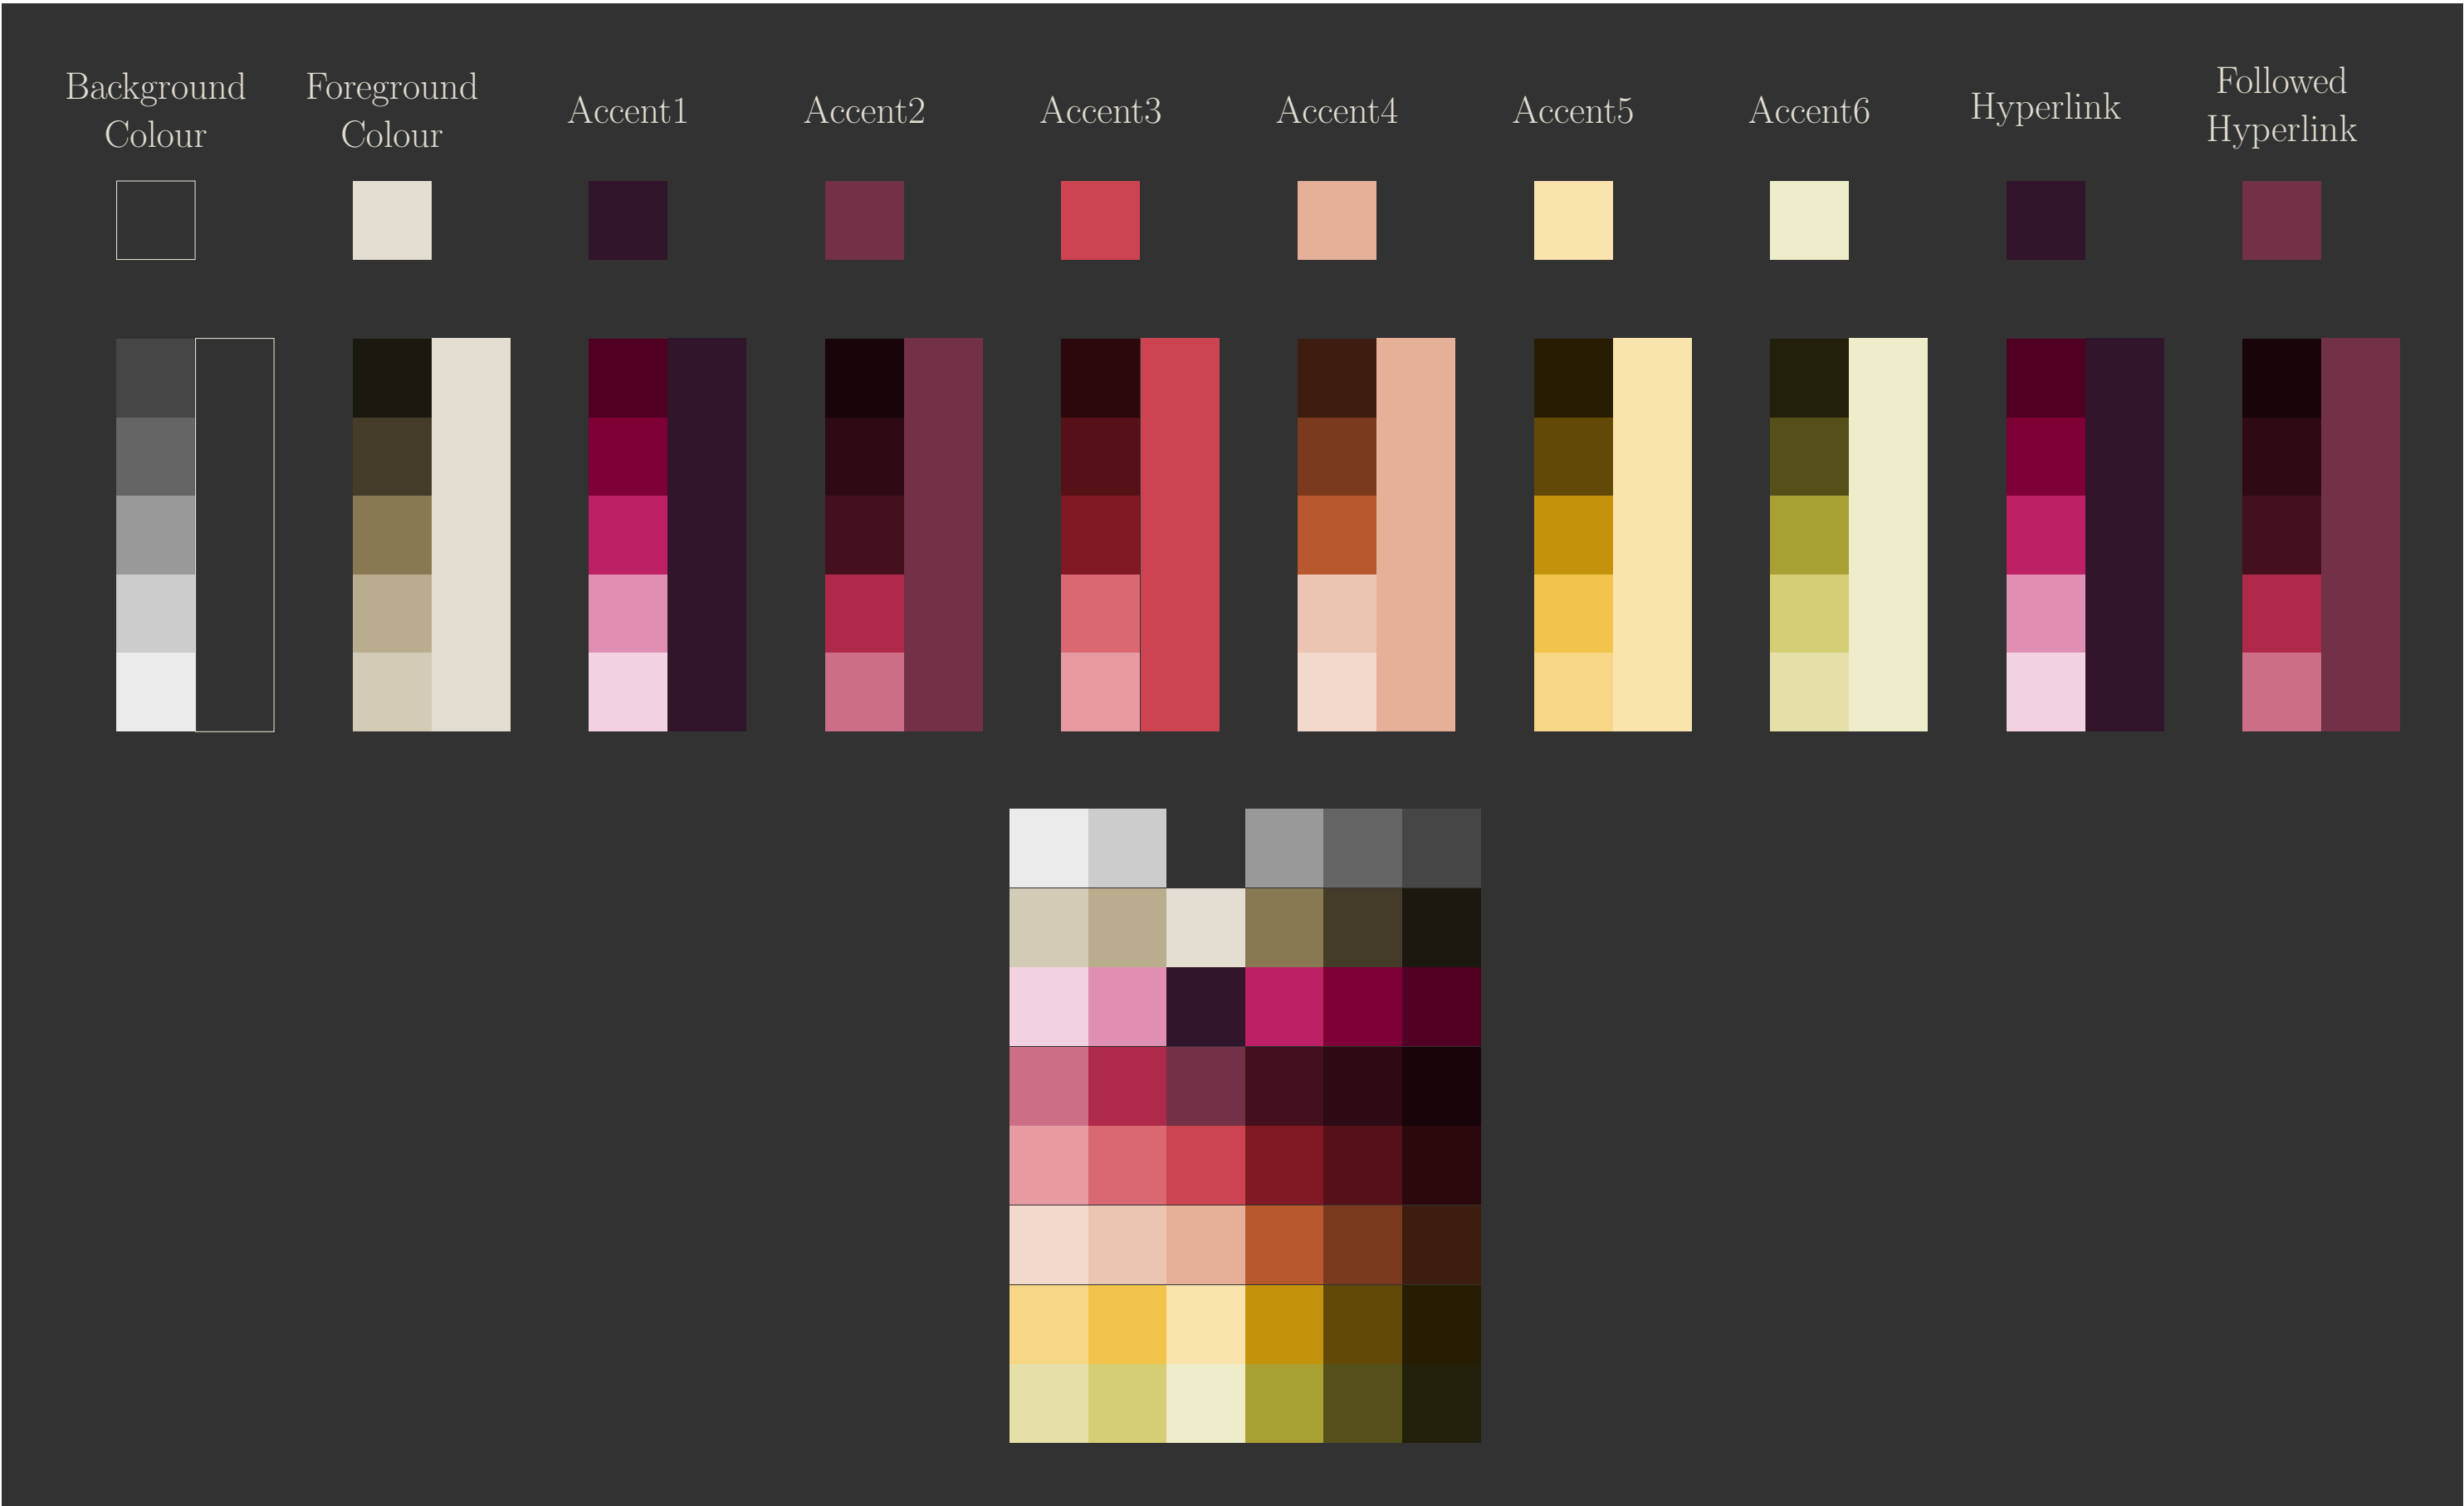 Background
Colour
Foreground
Colour
Accent1
Accent2
Accent3
Accent4
Accent5
Accent6
Hyperlink
Followed
Hyperlink